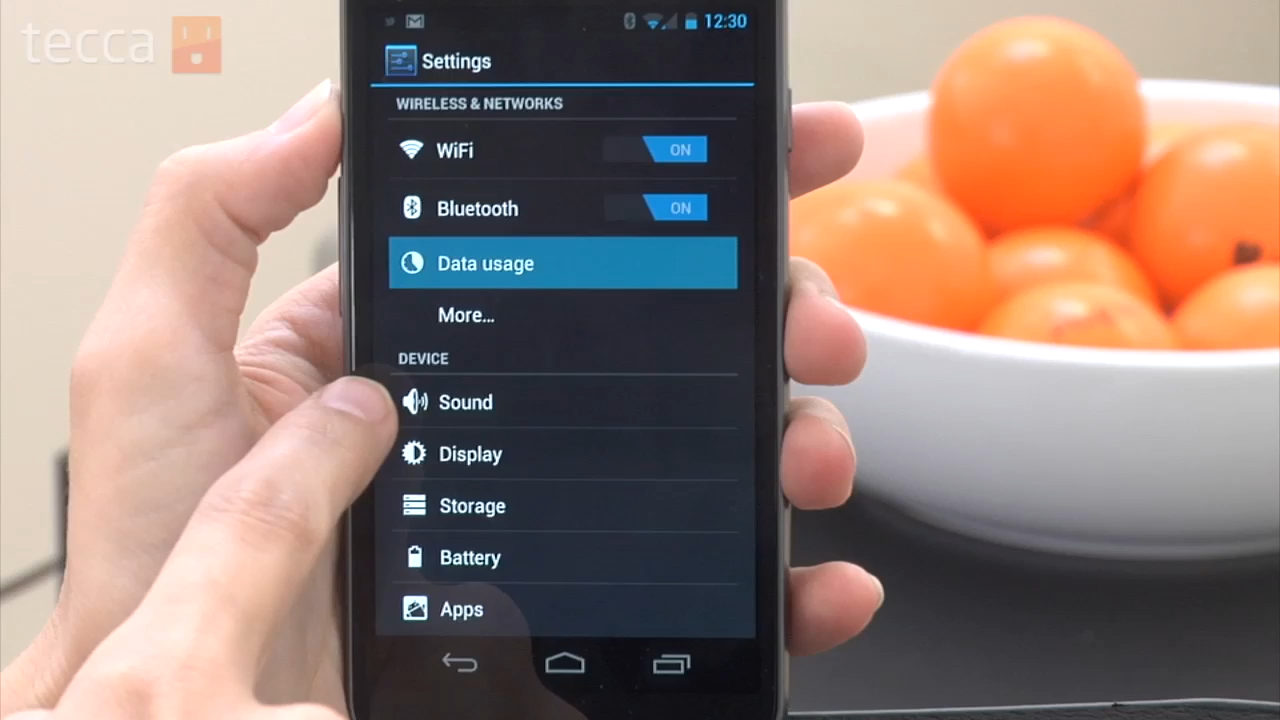 tecca
12:30
Settings
WIRELESS & NETWORKS
WiFi ON
Bluetooth ON
Data usage
More...
DEVICE
Sound
Display
Storage
Battery
Apps